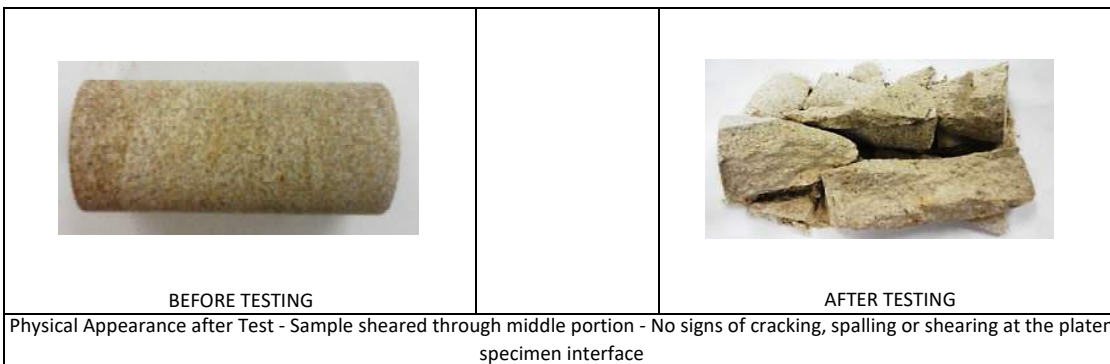 BEFORE TESTING
AFTER TESTING
Physical Appearance after Test - Sample sheared through middle portion - No signs of cracking, spalling or shearing at the platen
specimen interface